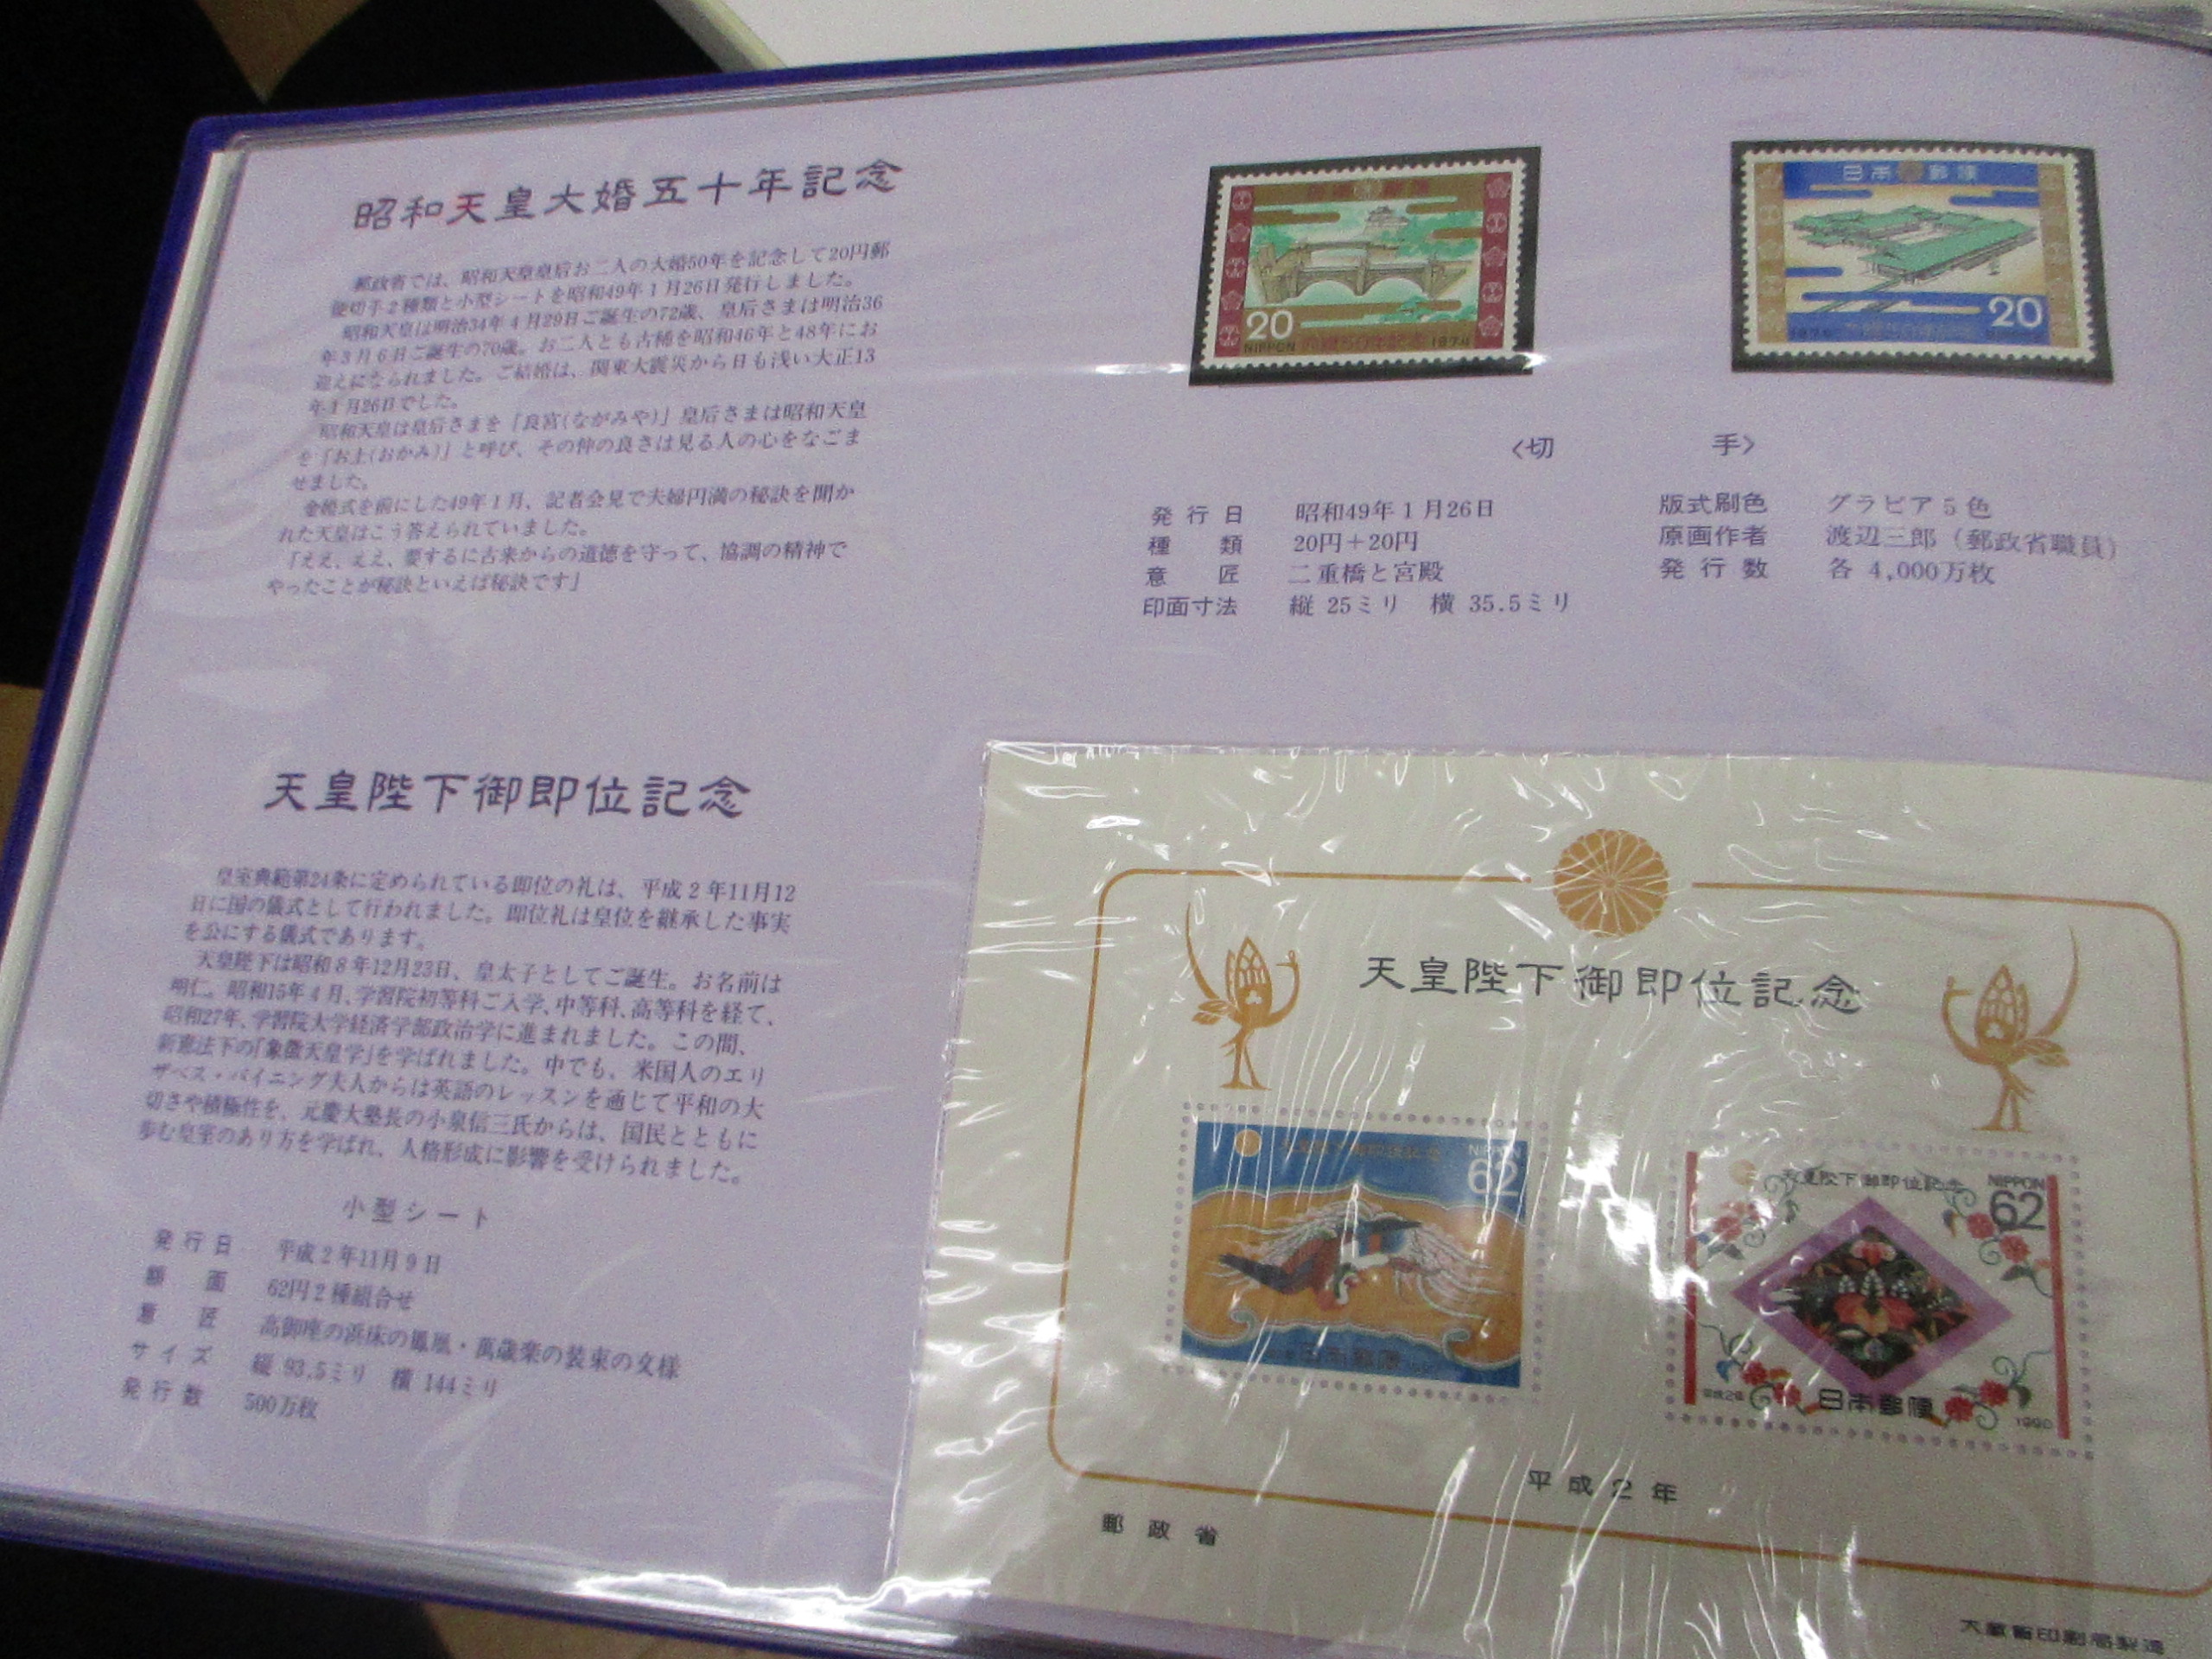 昭和天皇大婚五十年記念
郵政省では、昭和天皇皇后お二人の大婚50年を記念して20円郵
便切手2種類と小型シートを昭和49年1月26日発行しました。
昭和天皇は明治34年4月29日ご誕生の72歳、皇后さまは明治36
年3月6日ご誕生の70歳。お二人とも古稀を昭和46年と48年にお
迎えになられました。ご結婚は、関東大震災から日も浅い大正13
年1月26日でした。
昭和天皇は皇后さまを「良宮(ながみや)」皇后さまは昭和天皇
を「お上(おかみ)」と呼び、その仲の良さは見る人の心をなごま
せました。
金婚式を前にした49年1月、記者会見で夫婦円満の秘訣を聞か
れた天皇はこう答えられていました。
「ええ、ええ、要するに古来からの道徳を守って、協調の精神で
やったことが秘訣といえば秘訣です」
20
NIPPON 大婚50年記念 1974
日本郵便
20
〈切手〉
発行日 昭和49年1月26日
種類 20円+20円
意匠 二重橋と宮殿
印面寸法 縦 25ミリ 横 35.5ミリ
版式刷色 グラビア5色
原画作者 渡辺三郎(郵政省職員)
発行数 各 4,000万枚
天皇陛下御即位記念
皇室典範第24条に定められている即位の礼は、平成2年11月12
日に国の儀式として行われました。即位礼は皇位を継承した事実
を公にする儀式であります。
天皇陛下は昭和8年12月23日、皇太子としてご誕生。お名前は
明仁。昭和15年4月、学習院初等科ご入学、中等科、高等科を経て、
昭和27年、学習院大学経済学部政治学に進まれました。この間、
新憲法下の「象徴天皇学」を学ばれました。中でも、米国人のエリ
ザベス・バイニング夫人からは英語のレッスンを通じて平和の大
切さや積極性を、元慶大塾長の小泉信三氏からは、国民とともに
歩む皇室のあり方を学ばれ、人格形成に影響を受けられました。
小型シート
発行日 平成2年11月9日
額面 62円2種組合せ
意匠 高御座の浜床の鳳凰・萬歳楽の装束の文様
サイズ 縦 93.5ミリ 横 144ミリ
発行数 500万枚
天皇陛下御即位記念
NIPPON
62
日本郵便
天皇陛下御即位記念
NIPPON
62
平成2年
日本郵便
1990
平成2年
郵政省
大蔵省印刷局製造